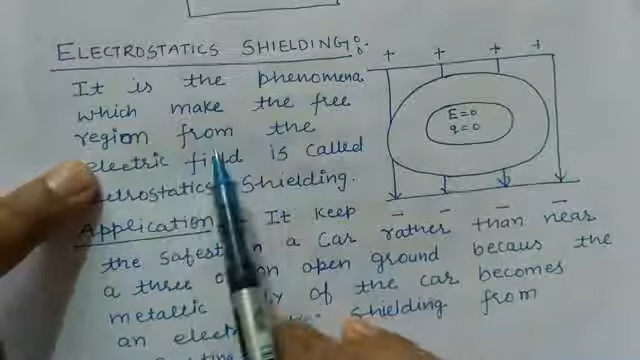 ELECTROSTATICS SHIELDING :-
It is the phenomena
which make the free
region from the
electric field is called
Shielding.
+ + + +
E=0
q=0
- - - -
Application It keep
the safest in a car rather than near
a three open ground becaus the
metallic of the car becomes
an shielding from